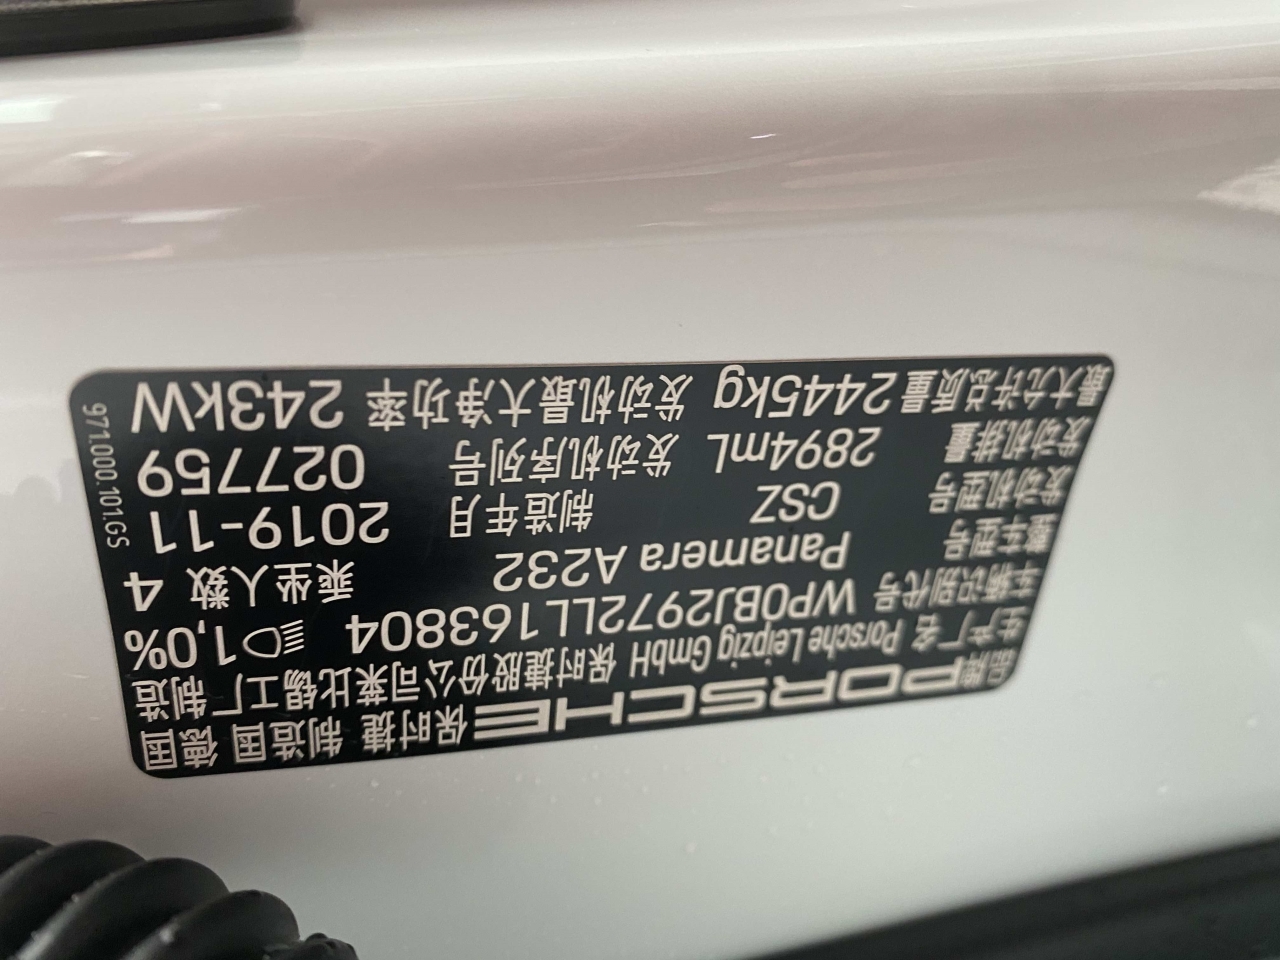 品牌 PORSCHE 保时捷 制造国 德国
生产厂名 Porsche Leipzig GmbH 保时捷股份公司莱比锡工厂 制造
车辆识别代号 WP0BJ2972LL163804 1,0%
整车型号 Panamera A232 乘坐人数 4
发动机型号 CSZ 制造年月 2019-11
发动机排量 2894mL 发动机序列号 027759
最大允许总质量 2445kg 发动机最大净功率 243kW
971.000.101.GS